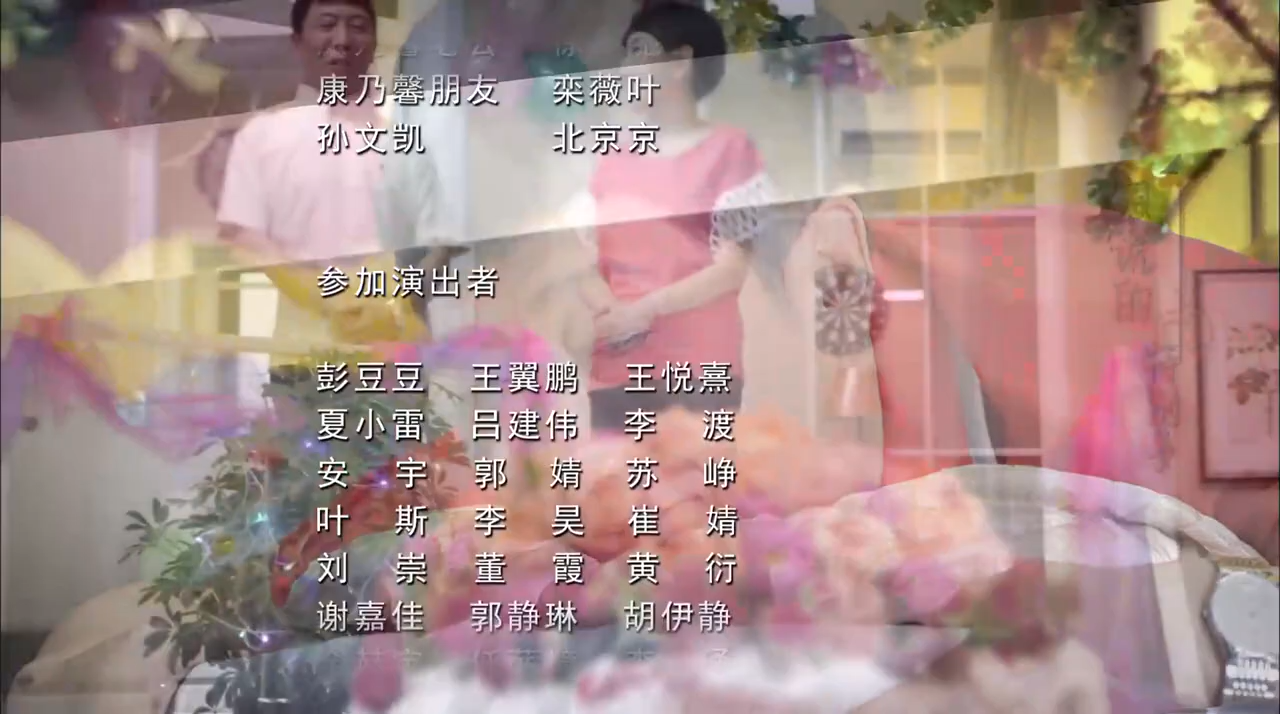 康乃馨朋友 栾薇叶
孙文凯 北京京
参加演出者
彭豆豆 王翼鹏 王悦熹
夏小雷 吕建伟 李 渡
安 宇 郭 婧 苏 峥
叶 斯 李 昊 崔 婧
刘 崇 董 霞 黄 衍
谢嘉佳 郭静琳 胡伊静